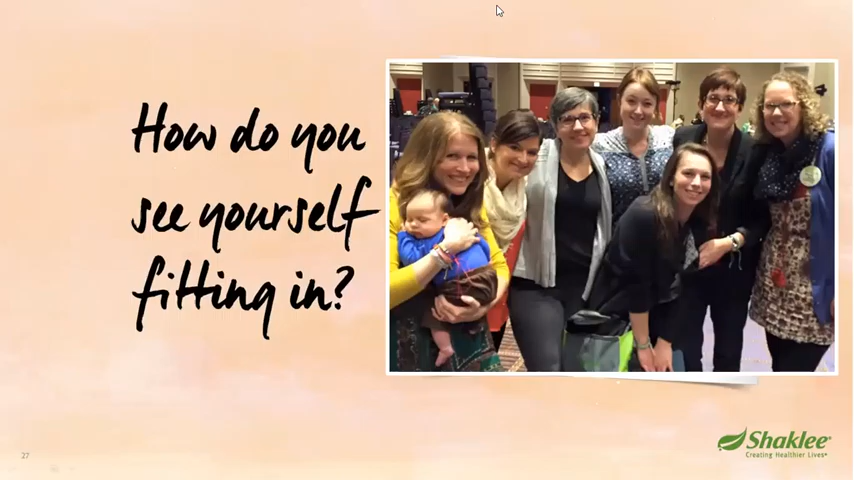 How do you
see yourself
fitting in?
27
Shaklee®
Creating Healthier Lives®